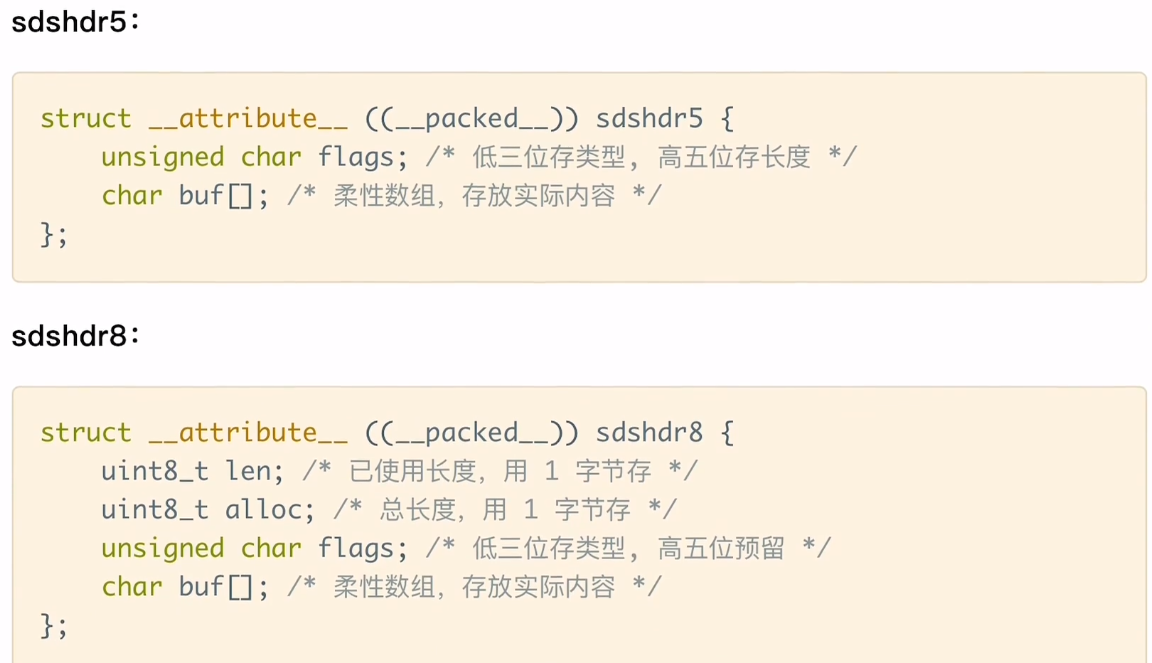 sdshdr5：
struct __attribute__ ((__packed__)) sdshdr5 {
    unsigned char flags; /* 低三位存类型, 高五位存长度 */
    char buf[]; /* 柔性数组，存放实际内容 */
};
sdshdr8：
struct __attribute__ ((__packed__)) sdshdr8 {
    uint8_t len; /* 已使用长度，用 1 字节存 */
    uint8_t alloc; /* 总长度，用 1 字节存 */
    unsigned char flags; /* 低三位存类型, 高五位预留 */
    char buf[]; /* 柔性数组，存放实际内容 */
};